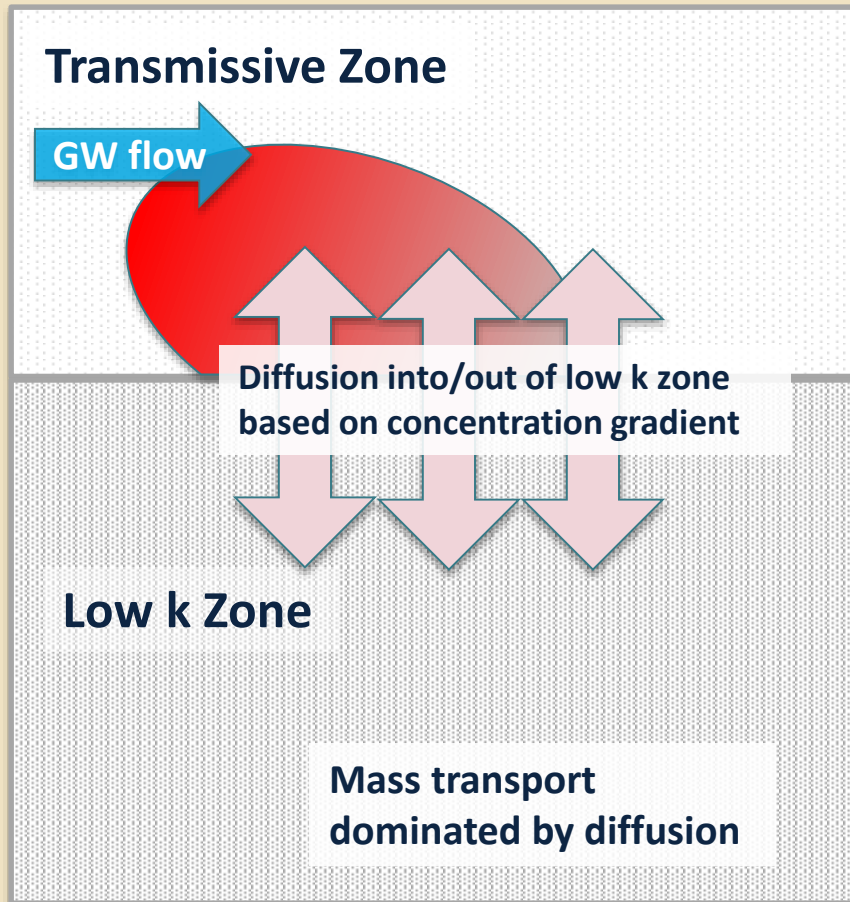 Transmissive Zone
GW flow
Diffusion into/out of low k zone
based on concentration gradient
Low k Zone
Mass transport
dominated by diffusion